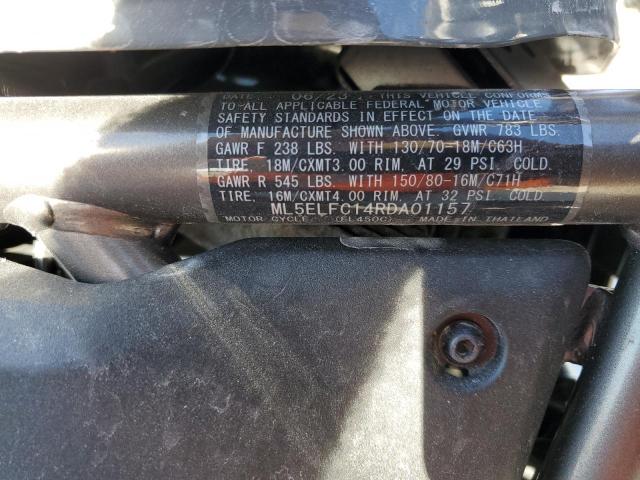 DATE 06/23 THIS VEHICLE CONFORMS
TO ALL APPLICABLE FEDERAL MOTOR VEHICLE
SAFETY STANDARDS IN EFFECT ON THE DATE
OF MANUFACTURE SHOWN ABOVE. GVWR 783 LBS.
GAWR F 238 LBS. WITH 130/70-18M/C63H
TIRE. 18M/CXMT3.00 RIM. AT 29 PSI. COLD.
GAWR R 545 LBS. WITH 150/80-16M/C71H
TIRE. 16M/CXMT4.00 RIM. AT 32 PSI. COLD.
ML5ELFC14RDA01157
MOTOR CYCLE (EL450C) MADE IN THAILAND